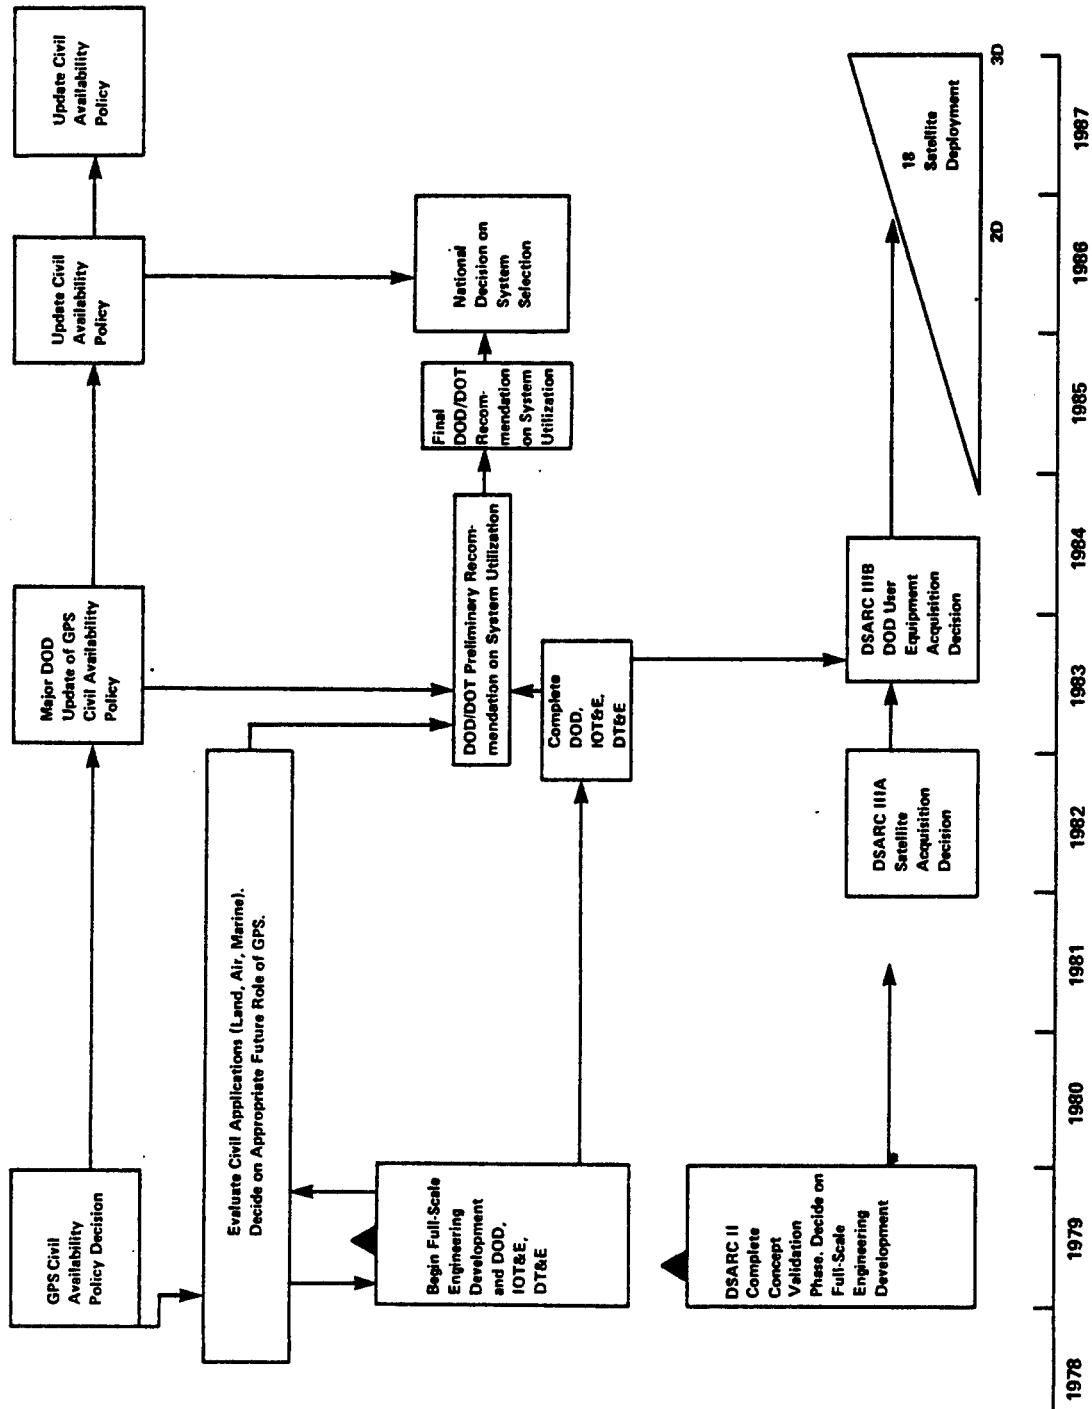 GPS Civil
Availability
Policy Decision
Major DOD
Update of GPS
Civil Availability
Policy
Update Civil
Availability
Policy
Update Civil
Availability
Policy
Evaluate Civil Applications (Land, Air, Marine).
Decide on Appropriate Future Role of GPS.
DOD/DOT Preliminary Recom-
mendation on System Utilization
Final
DOD/DOT
Recom-
mendation
on System
Utilization
National
Decision on
System
Selection
Begin Full-Scale
Engineering
Development
and DOD,
IOT&E,
DT&E
Complete
DOD,
IOT&E,
DT&E
DSARC II
Complete
Concept
Validation
Phase. Decide on
Full-Scale
Engineering
Development
DSARC IIIA
Satellite
Acquisition
Decision
DSARC IIIB
DOD User
Equipment
Acquisition
Decision
18
Satellite
Deployment
2D
3D
1978
1979
1980
1981
1982
1983
1984
1985
1986
1987